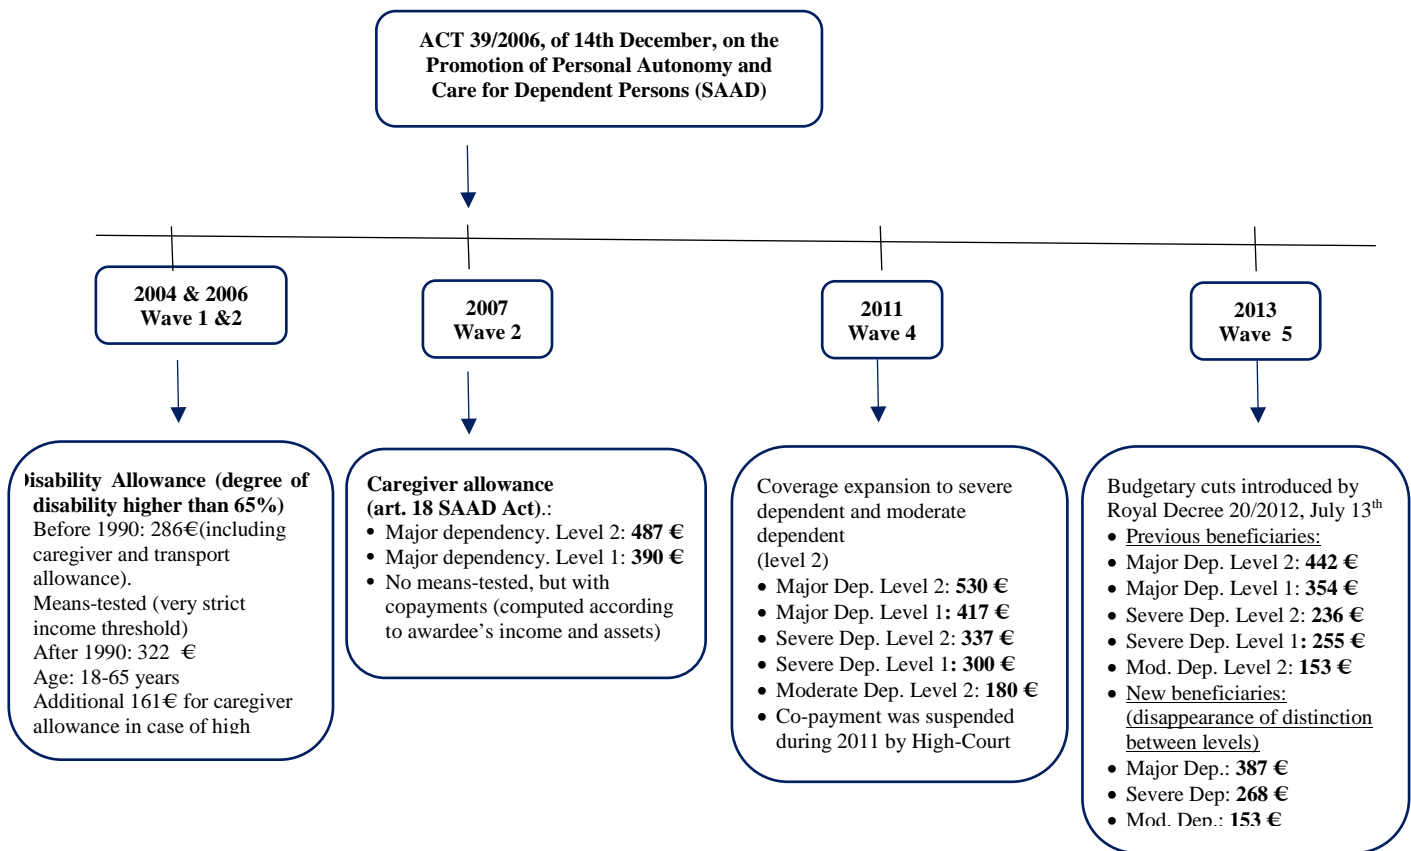 ACT 39/2006, of 14th December, on the
Promotion of Personal Autonomy and
Care for Dependent Persons (SAAD)
2004 & 2006
Wave 1 &2
2007
Wave 2
2011
Wave 4
2013
Wave 5
Disability Allowance (degree of
disability higher than 65%)
Before 1990: 286€(including
caregiver and transport
allowance).
Means-tested (very strict
income threshold)
After 1990: 322 €
Age: 18-65 years
Additional 161€ for caregiver
allowance in case of high
Caregiver allowance
(art. 18 SAAD Act).:
• Major dependency. Level 2: 487 €
• Major dependency. Level 1: 390 €
• No means-tested, but with
copayments (computed according
to awardee's income and assets)
Coverage expansion to severe
dependent and moderate
dependent
(level 2)
• Major Dep. Level 2: 530 €
• Major Dep. Level 1: 417 €
• Severe Dep. Level 2: 337 €
• Severe Dep. Level 1: 300 €
• Moderate Dep. Level 2: 180 €
• Co-payment was suspended
during 2011 by High-Court
Budgetary cuts introduced by
Royal Decree 20/2012, July 13th
• Previous beneficiaries:
• Major Dep. Level 2: 442 €
• Major Dep. Level 1: 354 €
• Severe Dep. Level 2: 236 €
• Severe Dep. Level 1: 255 €
• Mod. Dep. Level 2: 153 €
• New beneficiaries:
(disappearance of distinction
between levels)
• Major Dep.: 387 €
• Severe Dep: 268 €
• Mod. Dep.: 153 €